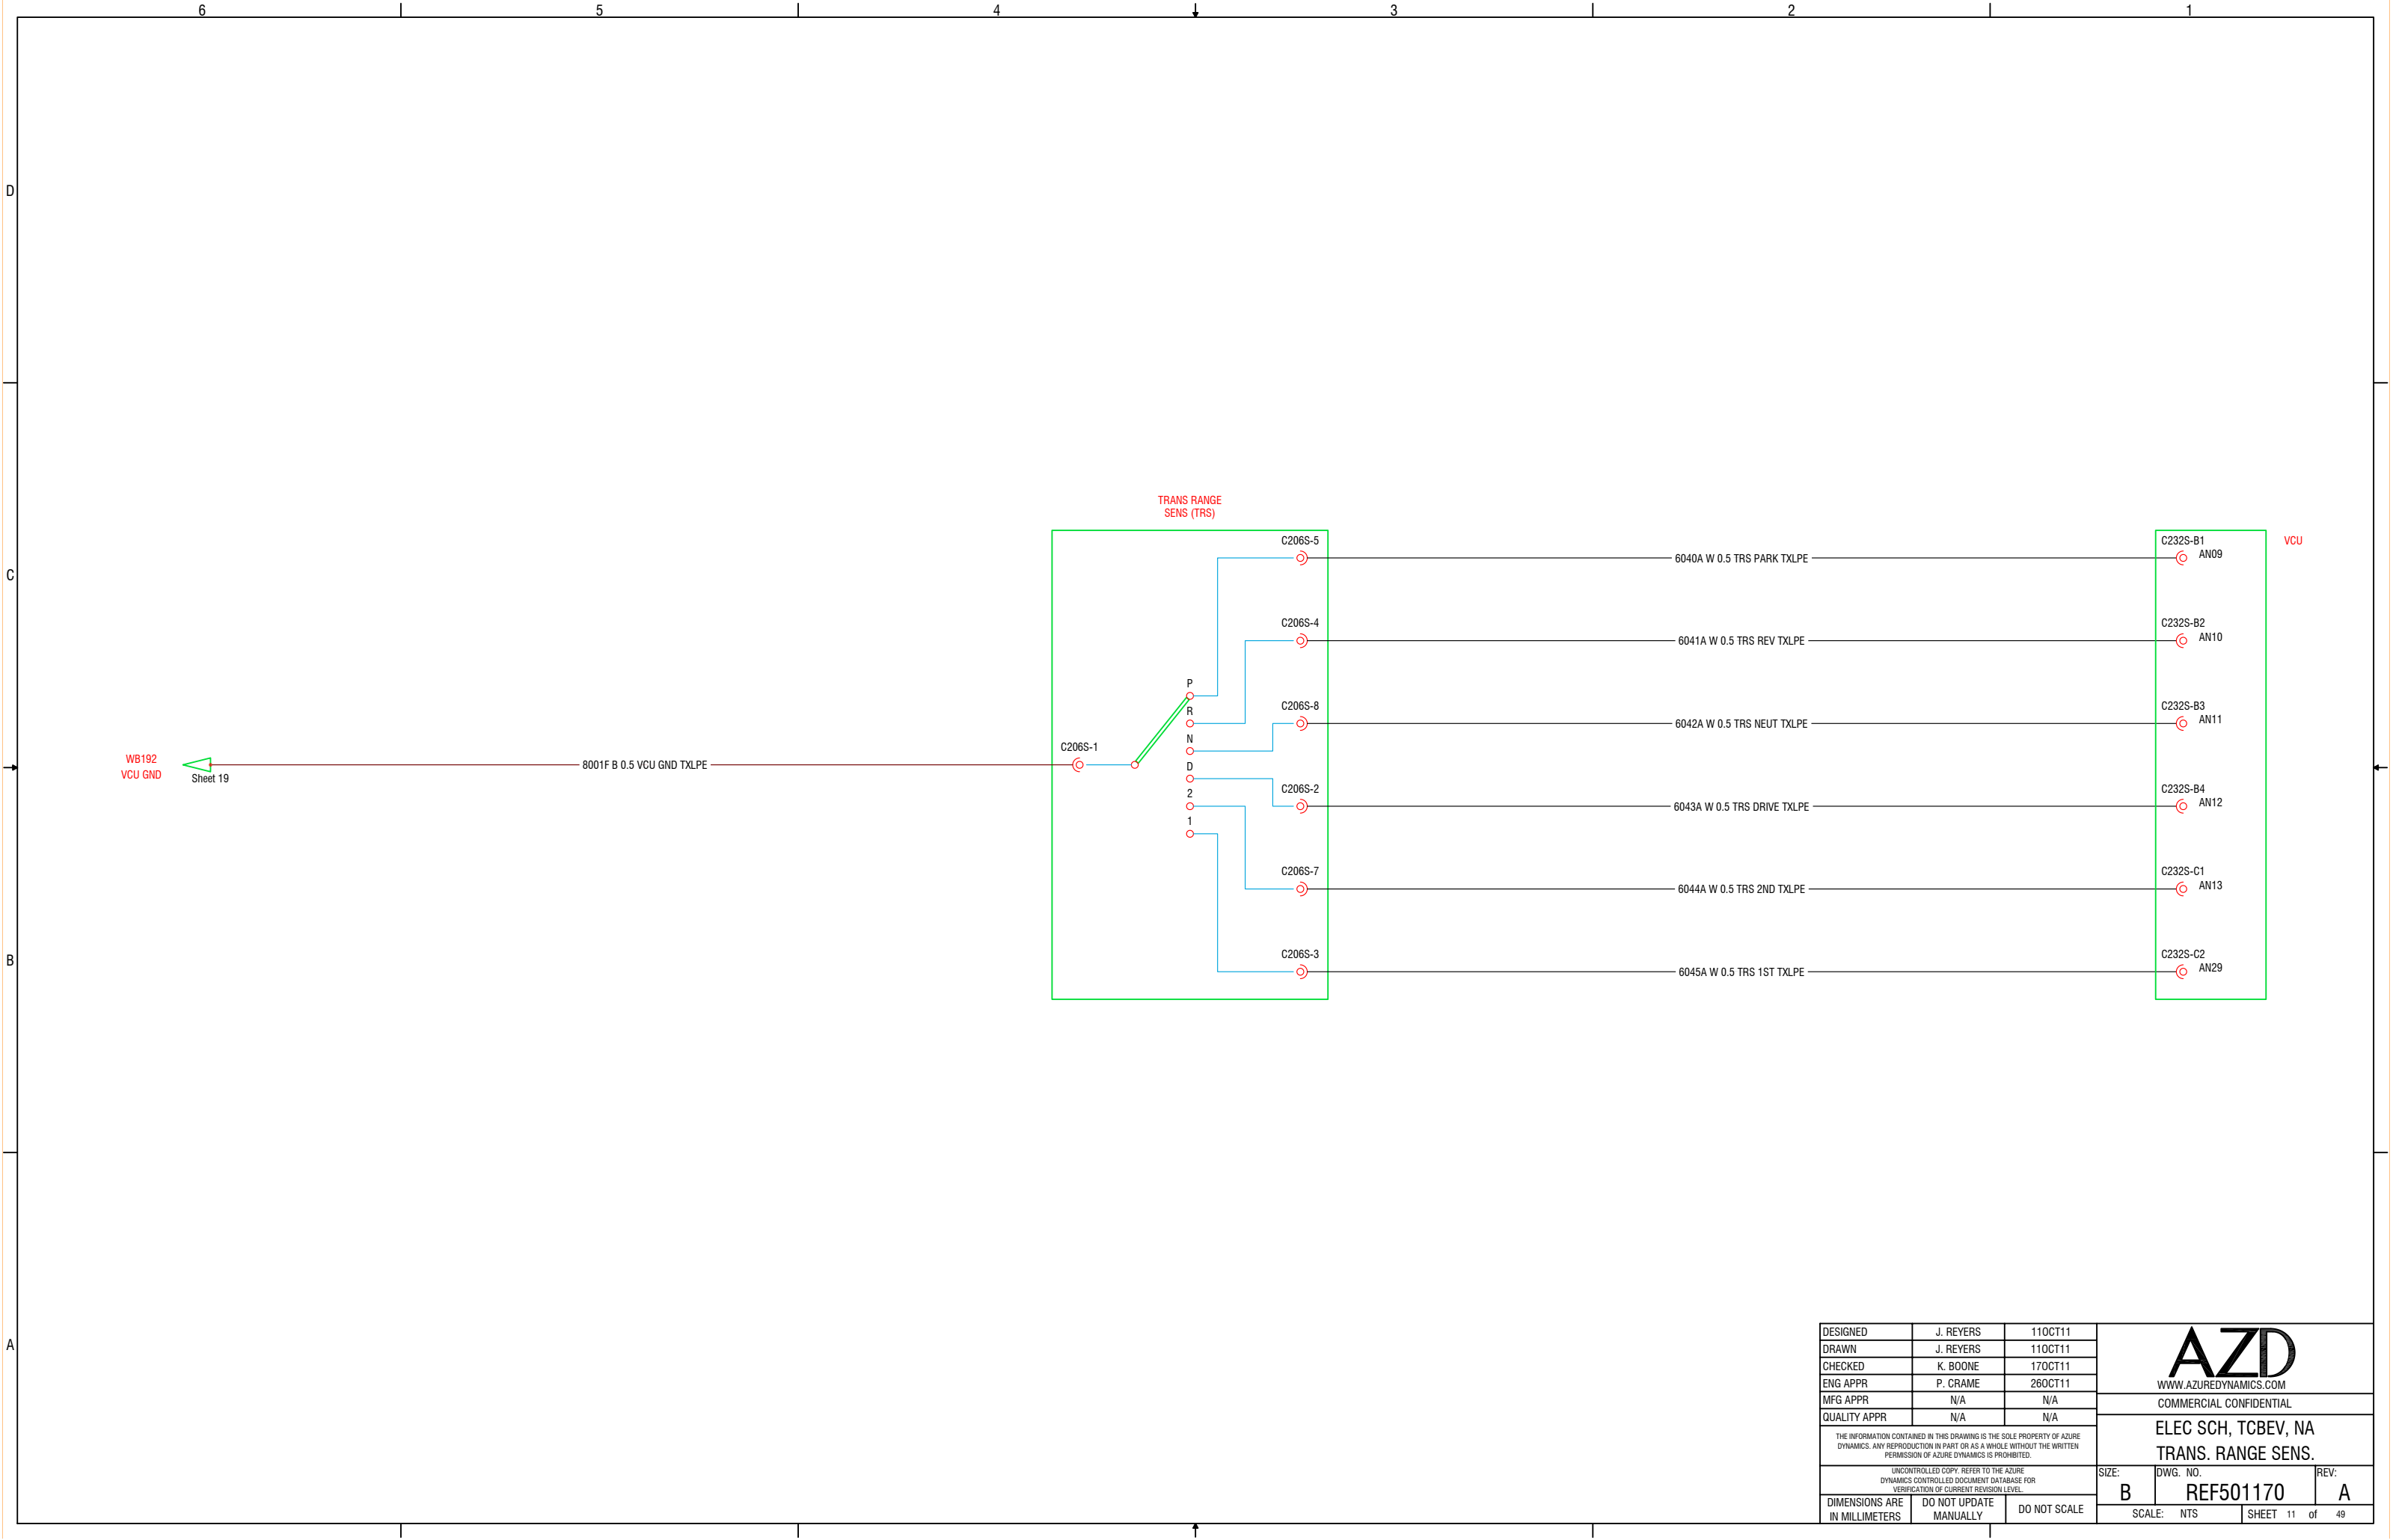 6 5 4 3 2 1
D
C
B
A
TRANS RANGE
SENS (TRS)
C206S-5
6040A W 0.5 TRS PARK TXLPE
C232S-B1
AN09
VCU
C206S-4
6041A W 0.5 TRS REV TXLPE
C232S-B2
AN10
P
R
N
D
2
1
C206S-8
6042A W 0.5 TRS NEUT TXLPE
C232S-B3
AN11
WB192
VCU GND
Sheet 19
8001F B 0.5 VCU GND TXLPE
C206S-1
C206S-2
6043A W 0.5 TRS DRIVE TXLPE
C232S-B4
AN12
C206S-7
6044A W 0.5 TRS 2ND TXLPE
C232S-C1
AN13
C206S-3
6045A W 0.5 TRS 1ST TXLPE
C232S-C2
AN29
DESIGNED J. REYERS 11OCT11
DRAWN J. REYERS 11OCT11
CHECKED K. BOONE 17OCT11
ENG APPR P. CRAME 26OCT11
MFG APPR N/A N/A
QUALITY APPR N/A N/A
THE INFORMATION CONTAINED IN THIS DRAWING IS THE SOLE PROPERTY OF AZURE
DYNAMICS. ANY REPRODUCTION IN PART OR AS A WHOLE WITHOUT THE WRITTEN
PERMISSION OF AZURE DYNAMICS IS PROHIBITED.
UNCONTROLLED COPY. REFER TO THE AZURE
DYNAMICS CONTROLLED DOCUMENT DATABASE FOR
VERIFICATION OF CURRENT REVISION LEVEL.
DIMENSIONS ARE
IN MILLIMETERS
DO NOT UPDATE
MANUALLY
DO NOT SCALE
AZD
WWW.AZUREDYNAMICS.COM
COMMERCIAL CONFIDENTIAL
ELEC SCH, TCBEV, NA
TRANS. RANGE SENS.
SIZE: DWG. NO. REV:
B REF501170 A
SCALE: NTS SHEET 11 of 49